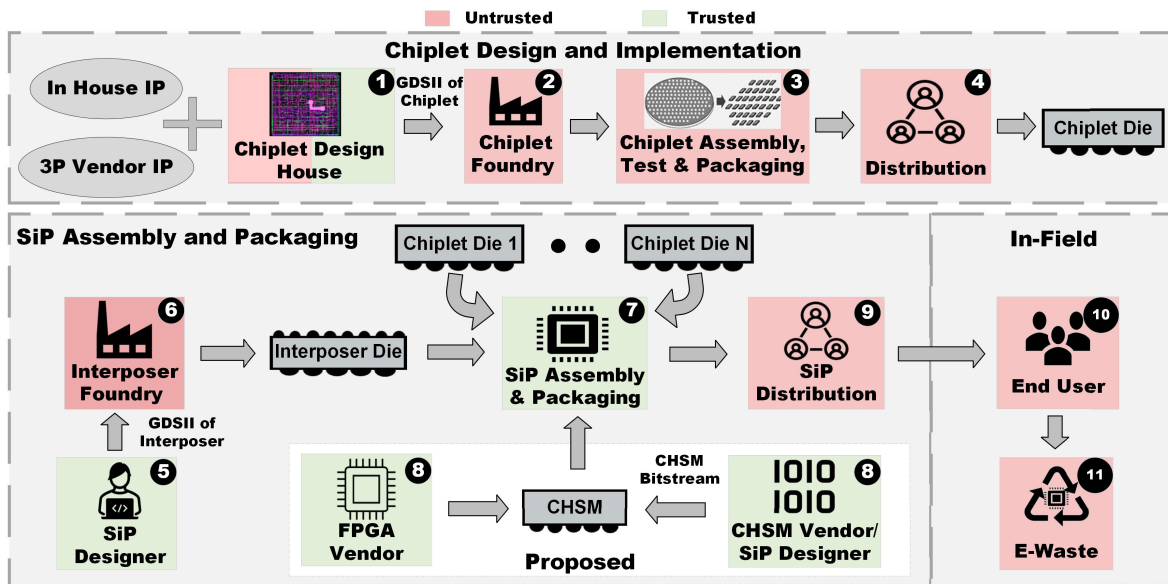 Untrusted
Trusted
Chiplet Design and Implementation
In House IP
3P Vendor IP
1
Chiplet Design
House
GDSII of
Chiplet
2
Chiplet
Foundry
3
Chiplet Assembly,
Test & Packaging
4
Distribution
Chiplet Die
SiP Assembly and Packaging
Chiplet Die 1
Chiplet Die N
In-Field
6
Interposer
Foundry
Interposer Die
7
SiP Assembly
& Packaging
9
SiP
Distribution
10
End User
GDSII of
Interposer
5
SiP
Designer
8
FPGA
Vendor
CHSM
CHSM
Bitstream
8
IOIO
IOIO
CHSM Vendor/
SiP Designer
Proposed
11
E-Waste